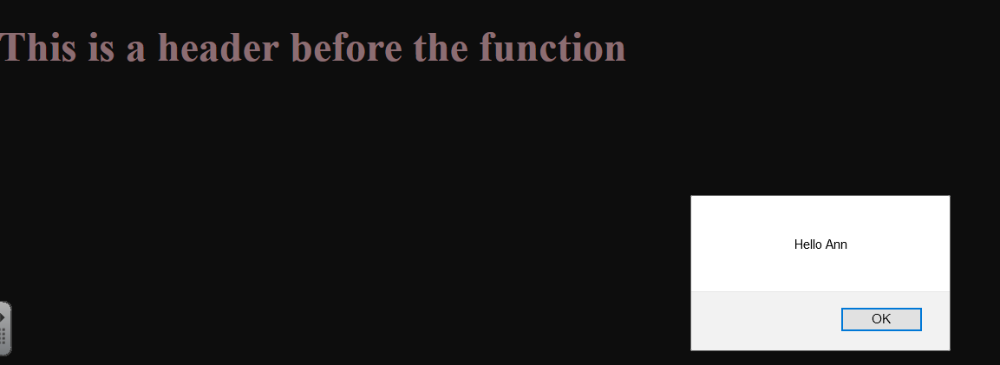 This is a header before the function
Hello Ann
OK